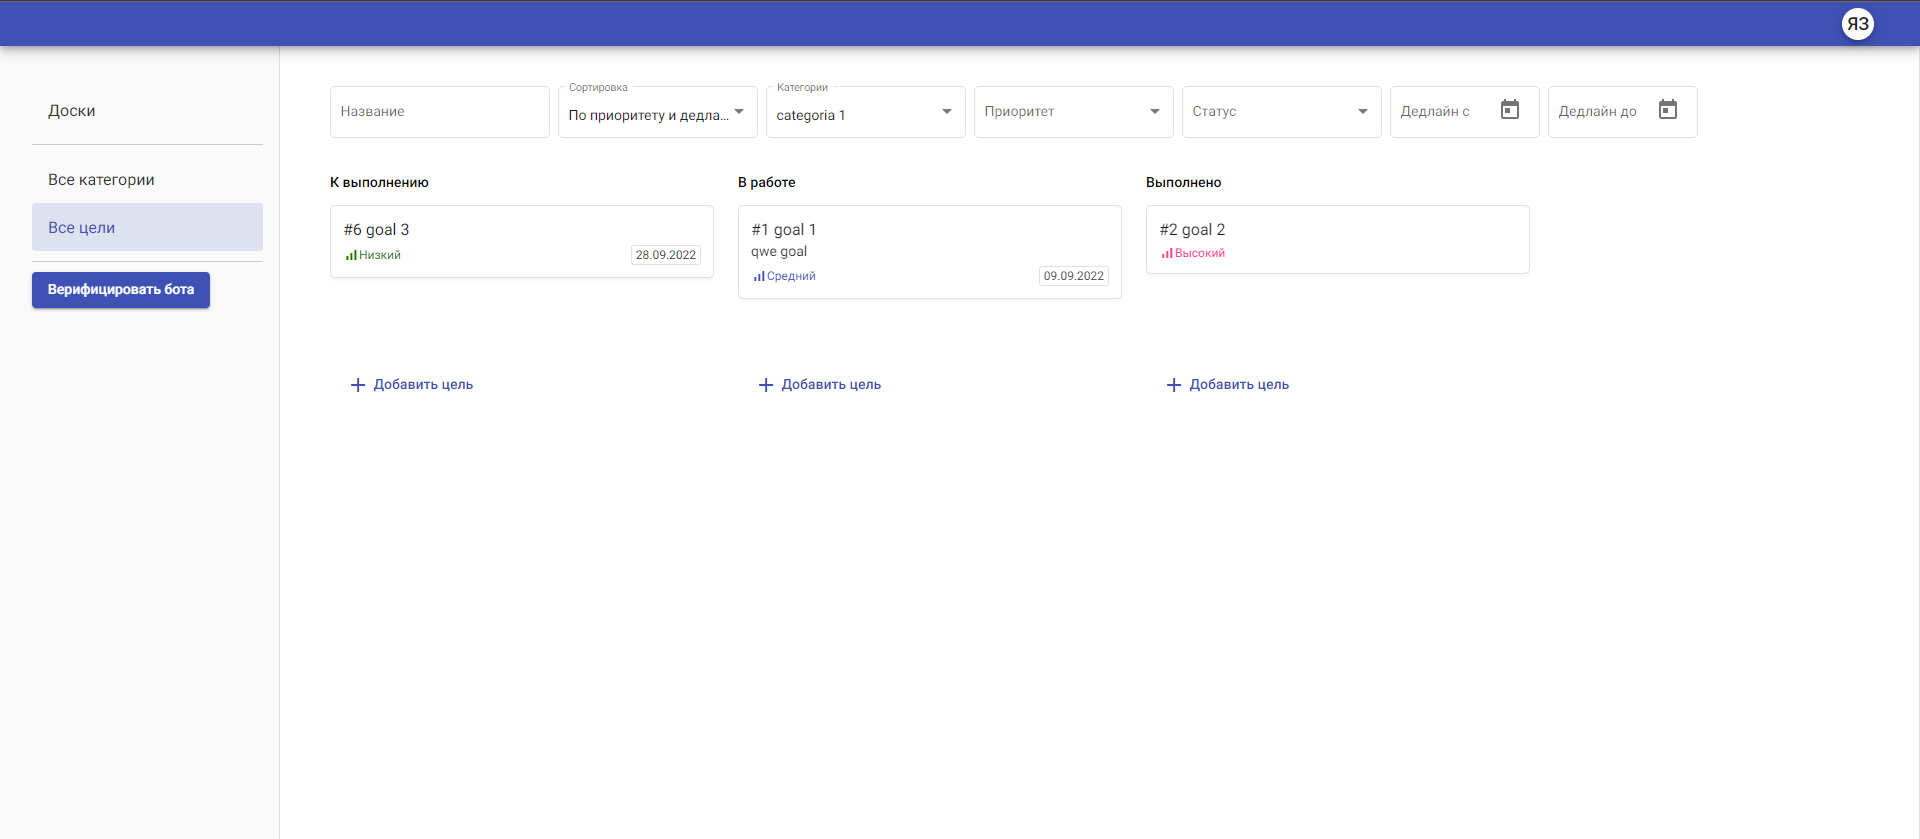 ЯЗ
Доски
Все категории
Все цели
Верифицировать бота
Название
Сортировка
По приоритету и дедла...
Категории
categoria 1
Приоритет
Статус
Дедлайн с
Дедлайн до
К выполнению
#6 goal 3
Низкий
28.09.2022
Добавить цель
В работе
#1 goal 1
qwe goal
Средний
09.09.2022
Добавить цель
Выполнено
#2 goal 2
Высокий
Добавить цель